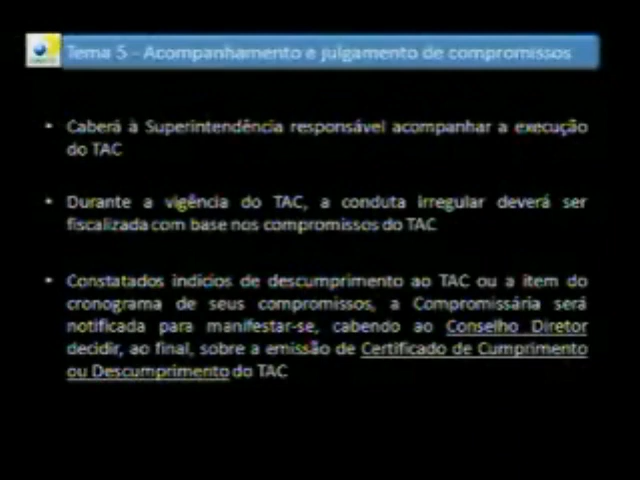 Tema 5 - Acompanhamento e julgamento de compromissos
• Caberá à Superintendência responsável acompanhar a execução
do TAC
• Durante a vigência do TAC, a conduta irregular deverá ser
fiscalizada com base nos compromissos do TAC
• Constatados indícios de descumprimento ao TAC ou a item do
cronograma de seus compromissos, a Compromissária será
notificada para manifestar-se, cabendo ao Conselho Diretor
decidir, ao final, sobre a emissão de Certificado de Cumprimento
ou Descumprimento do TAC